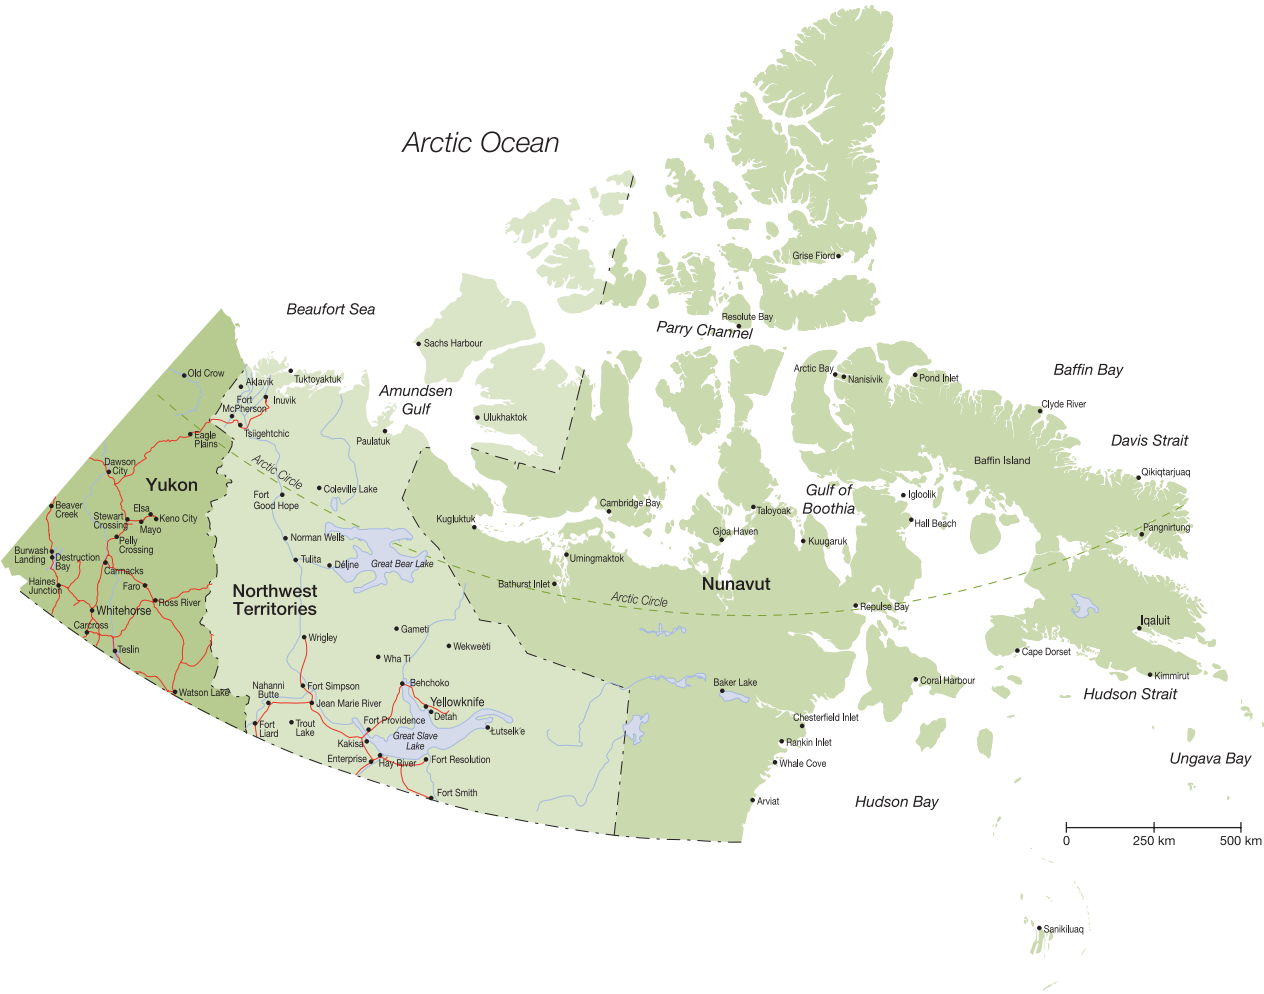 Arctic Ocean
Grise Fiord
Beaufort Sea
Resolute Bay
Parry Channel
Sachs Harbour
Old Crow
Aklavik
Tuktoyaktuk
Fort
McPherson
Inuvik
Amundsen
Gulf
Arctic Bay
Nanisivik
Pond Inlet
Baffin Bay
Clyde River
Ulukhaktok
Eagle
Plains
Tsiigehtchic
Paulatuk
Davis Strait
Dawson
City
Arctic Circle
Baffin Island
Qikiqtarjuaq
Yukon
Coleville Lake
Fort
Good Hope
Gulf of
Boothia
Igloolik
Beaver
Creek
Elsa
Keno City
Stewart
Crossing
Mayo
Cambridge Bay
Taloyoak
Hall Beach
Kugluktuk
Pangnirtung
Pelly
Crossing
Norman Wells
Gjoa Haven
Kuugaruk
Burwash
Landing
Destruction
Bay
Carmacks
Tulita
Déljne
Great Bear Lake
Umingmaktok
Haines
Junction
Faro
Northwest
Territories
Bathurst Inlet
Nunavut
Ross River
Whitehorse
Arctic Circle
Repulse Bay
Carcross
Teslin
Wrigley
Gameti
Wekweèti
Wha Ti
Iqaluit
Cape Dorset
Watson Lake
Nahanni
Butte
Fort Simpson
Behchoko
Baker Lake
Coral Harbour
Kimmirut
Hudson Strait
Jean Marie River
Yellowknife
Detah
Fort
Liard
Trout
Lake
Fort Providence
Kakisa
Great Slave
Lake
Łutselk'e
Chesterfield Inlet
Rankin Inlet
Enterprise
Hay River
Fort Resolution
Whale Cove
Ungava Bay
Fort Smith
Arviat
Hudson Bay
0
250 km
500 km
Sanikiluaq